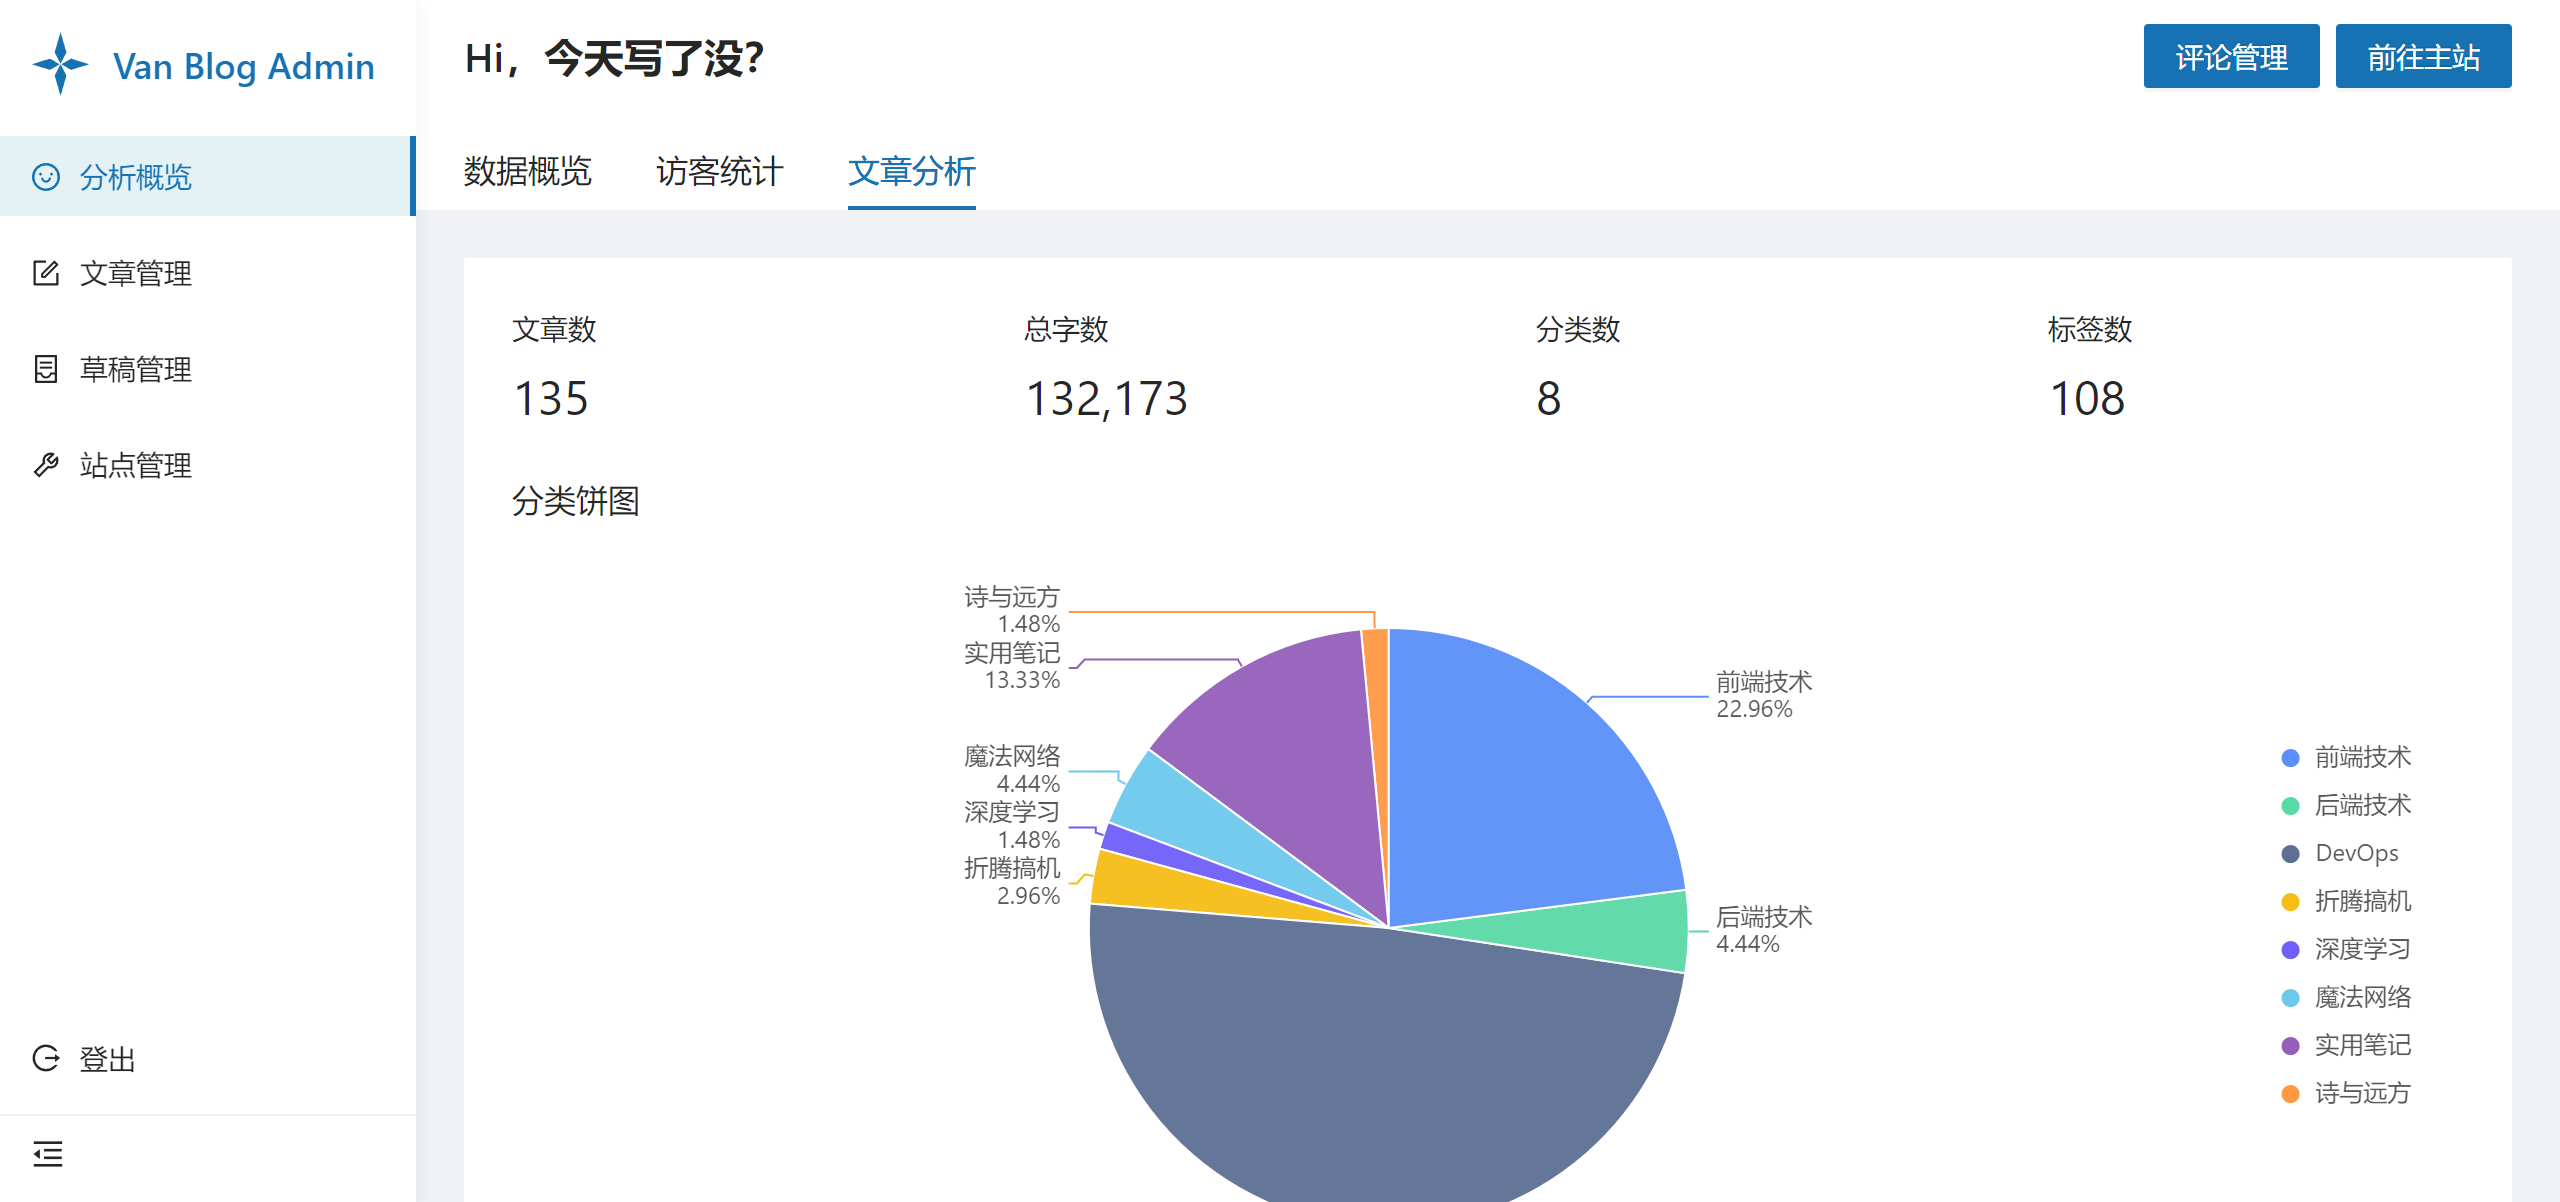 Van Blog Admin
分析概览
文章管理
草稿管理
站点管理
登出
Hi，今天写了没？
评论管理
前往主站
数据概览
访客统计
文章分析
文章数
总字数
分类数
标签数
135
132,173
8
108
分类饼图
诗与远方
1.48%
实用笔记
13.33%
魔法网络
4.44%
深度学习
1.48%
折腾搞机
2.96%
前端技术
22.96%
后端技术
4.44%
前端技术
后端技术
DevOps
折腾搞机
深度学习
魔法网络
实用笔记
诗与远方